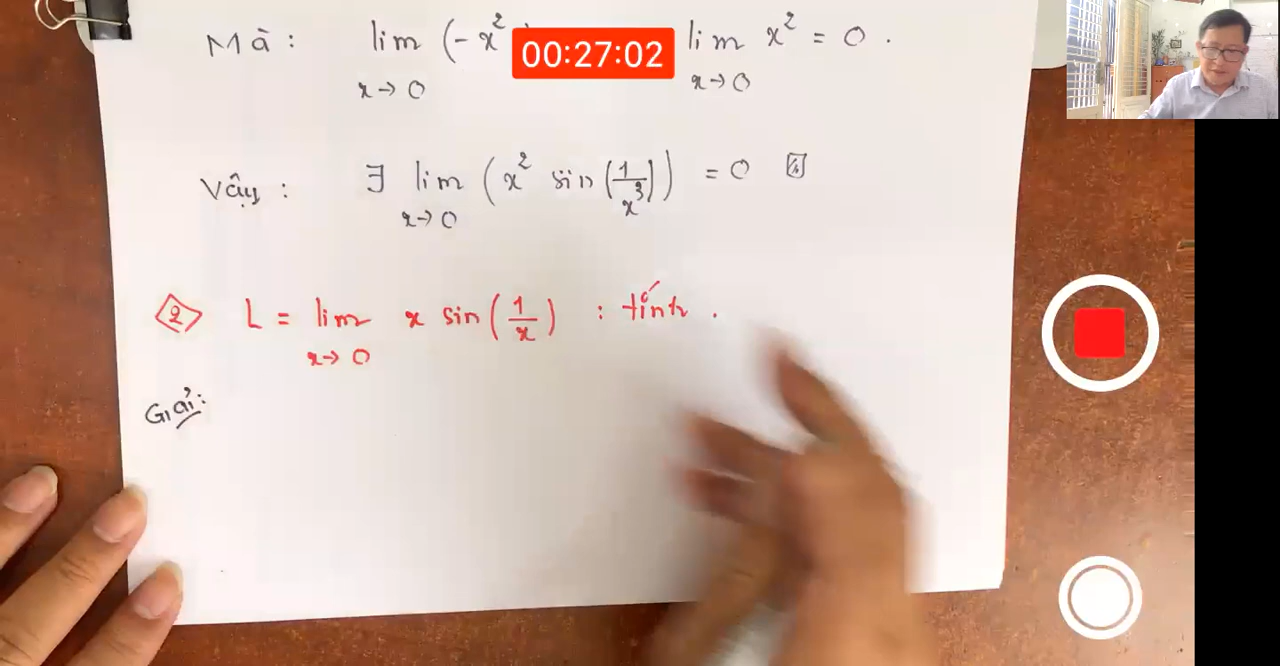 Mà : lim (-x² lim x² = 0 .
x→0 x→0
00:27:02
Vậy : ∃ lim (x² sin(1/x³)) = 0
x→0
2 L = lim x sin(1/x) : tính .
x→0
Giải: